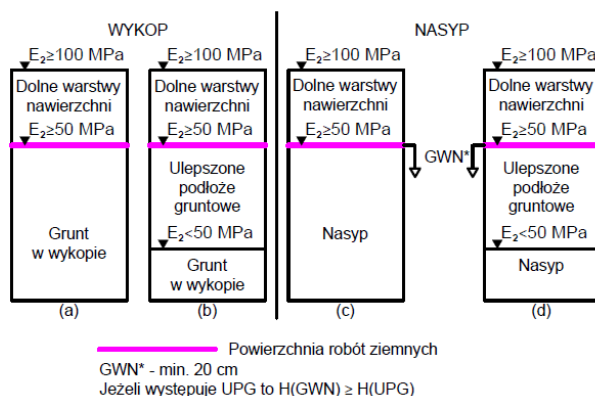 WYKOP
NASYP
E₂≥100 MPa
E₂≥100 MPa
E₂≥100 MPa
E₂≥100 MPa
Dolne warstwy
nawierzchni
Dolne warstwy
nawierzchni
Dolne warstwy
nawierzchni
Dolne warstwy
nawierzchni
E₂≥50 MPa
E₂≥50 MPa
E₂≥50 MPa
E₂≥50 MPa
GWN*
Grunt
w wykopie
Ulepszone
podłoże
gruntowe
E₂<50 MPa
Grunt
w wykopie
Nasyp
Ulepszone
podłoże
gruntowe
E₂<50 MPa
Nasyp
(a)
(b)
(c)
(d)
Powierzchnia robót ziemnych
GWN* - min. 20 cm
Jeżeli występuje UPG to H(GWN) ≥ H(UPG)